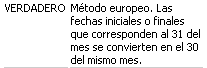 VERDADERO Método europeo. Las
fechas iniciales o finales
que corresponden al 31 del
mes se convierten en el 30
del mismo mes.